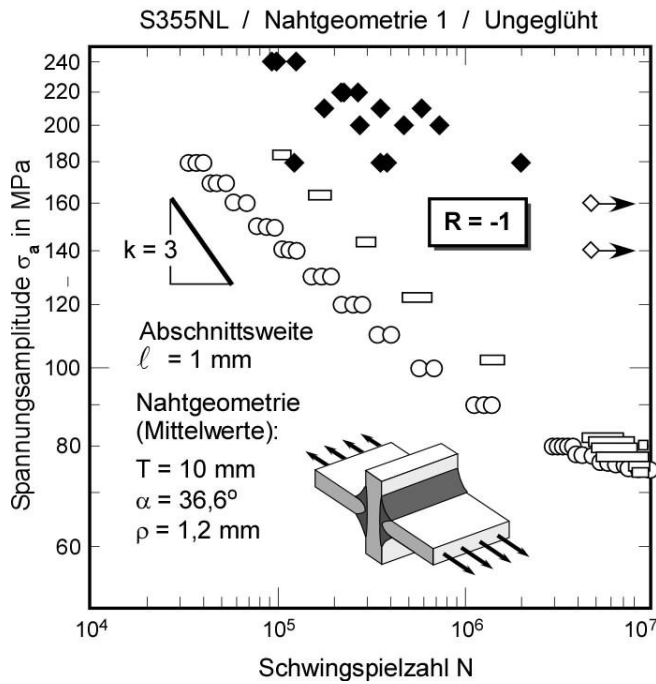 S355NL / Nahtgeometrie 1 / Ungeglüht
Spannungsamplitude σa in MPa
240
220
200
180
160
140
120
100
80
60
R = -1
k = 3
Abschnittsweite
ℓ = 1 mm
Nahtgeometrie
(Mittelwerte):
T = 10 mm
α = 36,6º
ρ = 1,2 mm
10⁴ 10⁵ 10⁶ 10⁷
Schwingspielzahl N